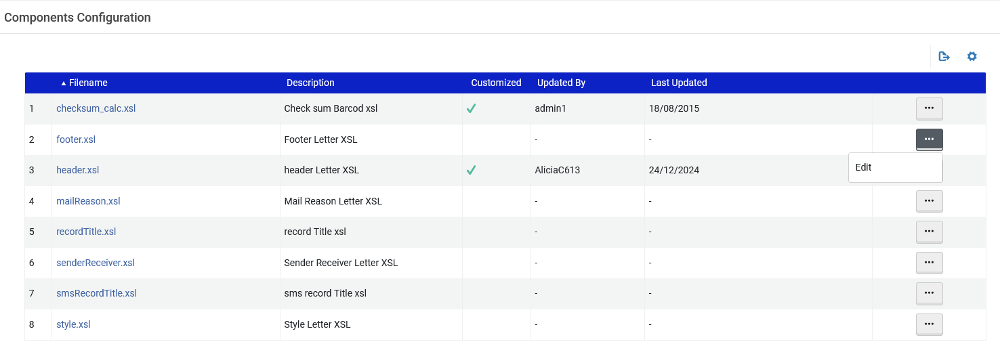 Components Configuration
Filename Description Customized Updated By Last Updated
1 checksum_calc.xsl Check sum Barcod xsl admin1 18/08/2015
2 footer.xsl Footer Letter XSL - -
3 header.xsl header Letter XSL AliciaC613 24/12/2024 Edit
4 mailReason.xsl Mail Reason Letter XSL - -
5 recordTitle.xsl record Title xsl - -
6 senderReceiver.xsl Sender Receiver Letter XSL - -
7 smsRecordTitle.xsl sms record Title xsl - -
8 style.xsl Style Letter XSL - -